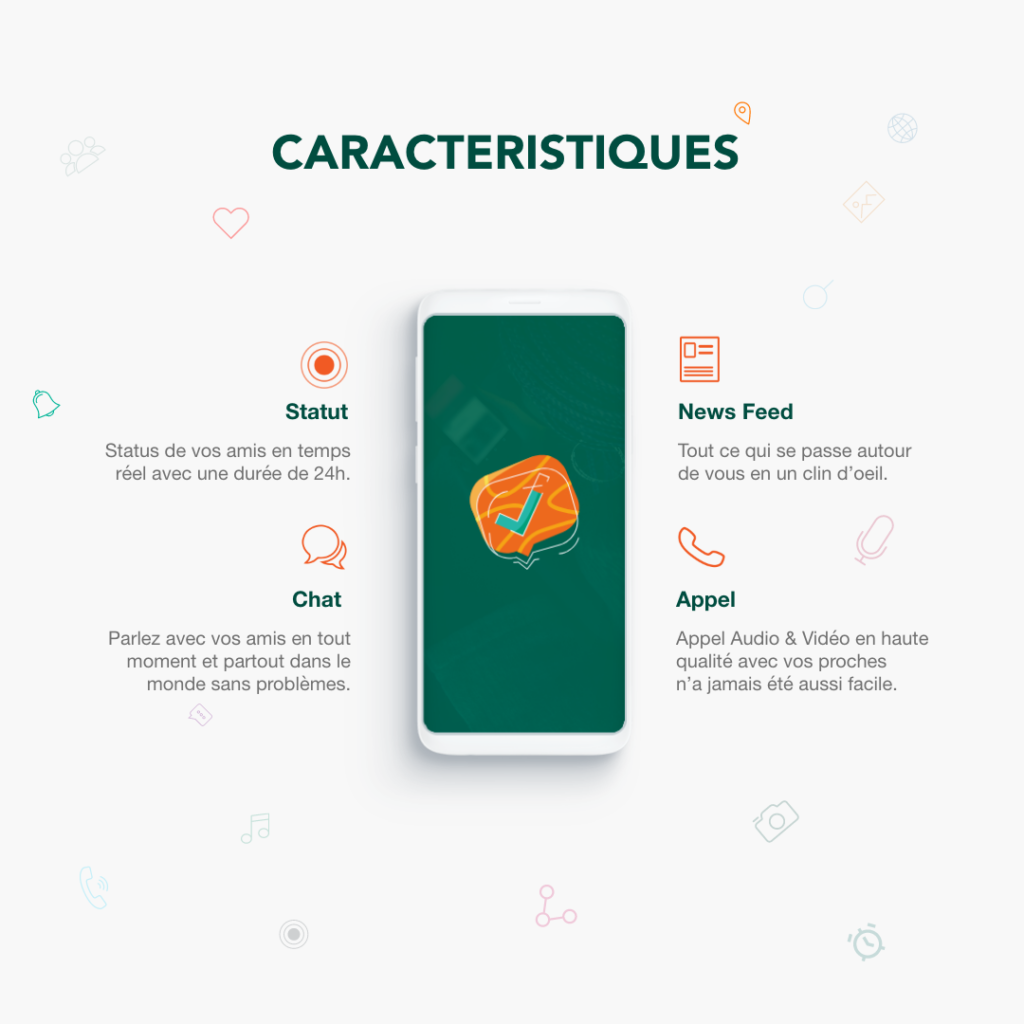 CARACTERISTIQUES
Statut
Status de vos amis en temps
réel avec une durée de 24h.
Chat
Parlez avec vos amis en tout
moment et partout dans le
monde sans problèmes.
News Feed
Tout ce qui se passe autour
de vous en un clin d’oeil.
Appel
Appel Audio & Vidéo en haute
qualité avec vos proches
n’a jamais été aussi facile.